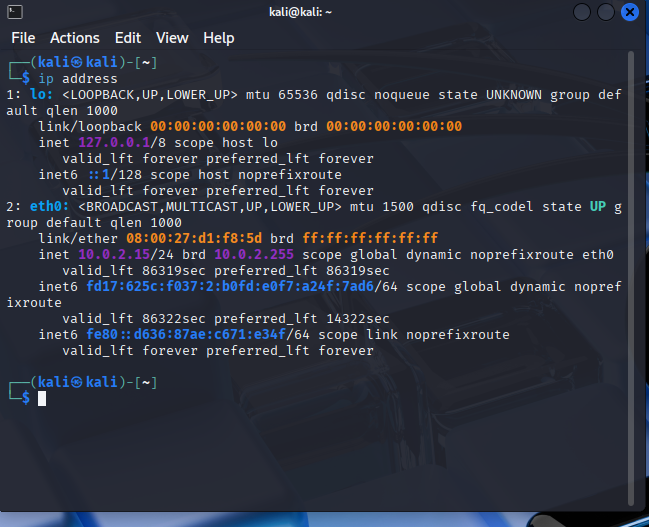 kali@kali: ~
File Actions Edit View Help
┌──(kali㉿kali)-[~]
└─$ ip address
1: lo: <LOOPBACK,UP,LOWER_UP> mtu 65536 qdisc noqueue state UNKNOWN group def
ault qlen 1000
    link/loopback 00:00:00:00:00:00 brd 00:00:00:00:00:00
    inet 127.0.0.1/8 scope host lo
       valid_lft forever preferred_lft forever
    inet6 ::1/128 scope host noprefixroute
       valid_lft forever preferred_lft forever
2: eth0: <BROADCAST,MULTICAST,UP,LOWER_UP> mtu 1500 qdisc fq_codel state UP g
roup default qlen 1000
    link/ether 08:00:27:d1:f8:5d brd ff:ff:ff:ff:ff:ff
    inet 10.0.2.15/24 brd 10.0.2.255 scope global dynamic noprefixroute eth0
       valid_lft 86319sec preferred_lft 86319sec
    inet6 fd17:625c:f037:2:b0fd:e0f7:a24f:7ad6/64 scope global dynamic nopref
ixroute
       valid_lft 86322sec preferred_lft 14322sec
    inet6 fe80::d636:87ae:c671:e34f/64 scope link noprefixroute
       valid_lft forever preferred_lft forever
┌──(kali㉿kali)-[~]
└─$